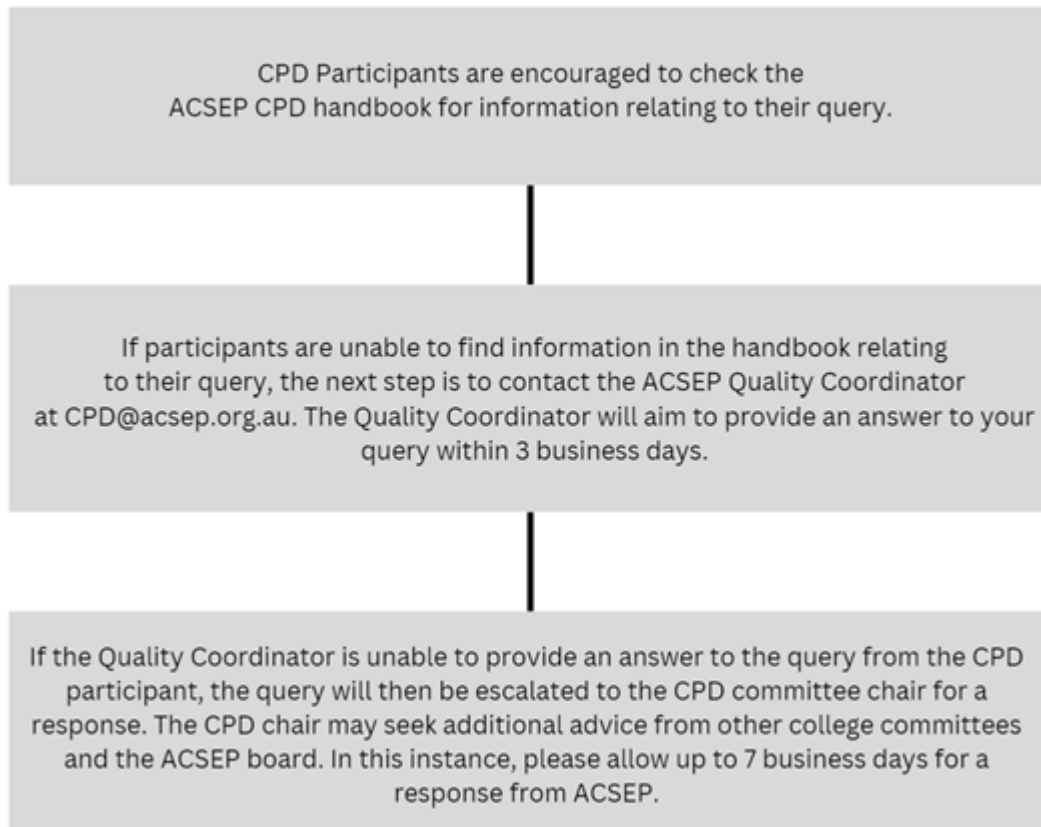 CPD Participants are encouraged to check the
ACSEP CPD handbook for information relating to their query.
If participants are unable to find information in the handbook relating
to their query, the next step is to contact the ACSEP Quality Coordinator
at CPD@acsep.org.au. The Quality Coordinator will aim to provide an answer to your
query within 3 business days.
If the Quality Coordinator is unable to provide an answer to the query from the CPD
participant, the query will then be escalated to the CPD committee chair for a
response. The CPD chair may seek additional advice from other college committees
and the ACSEP board. In this instance, please allow up to 7 business days for a
response from ACSEP.